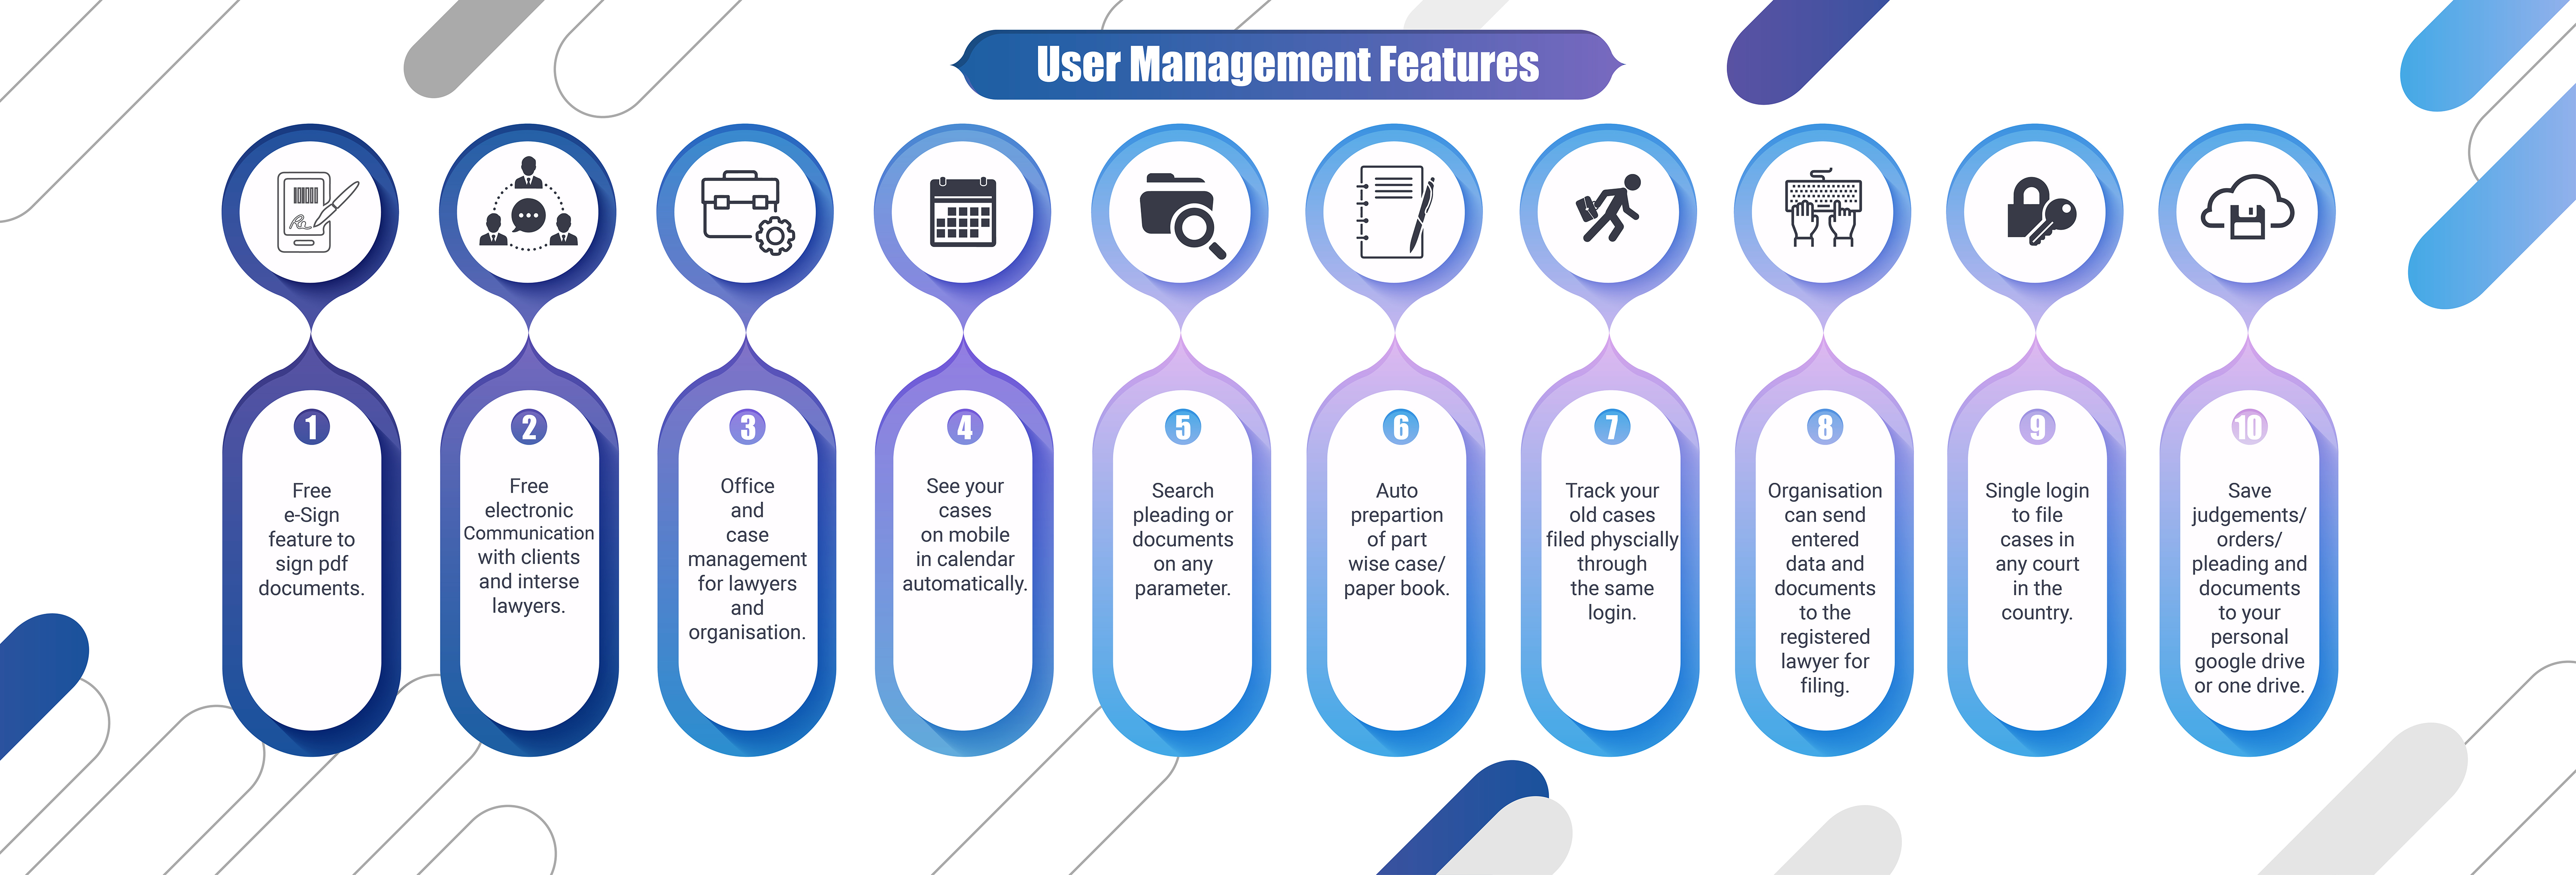 User Management Features
1
Free
e-Sign
feature to
sign pdf
documents.
2
Free
electronic
Communication
with clients
and interse
lawyers.
3
Office
and
case
management
for lawyers
and
organisation.
4
See your
cases
on mobile
in calendar
automatically.
5
Search
pleading or
documents
on any
parameter.
6
Auto
prepartion
of part
wise case/
paper book.
7
Track your
old cases
filed physcially
through
the same
login.
8
Organisation
can send
entered
data and
documents
to the
registered
lawyer for
filing.
9
Single login
to file
cases in
any court
in the
country.
10
Save
judgements/
orders/
pleading and
documents
to your
personal
google drive
or one drive.